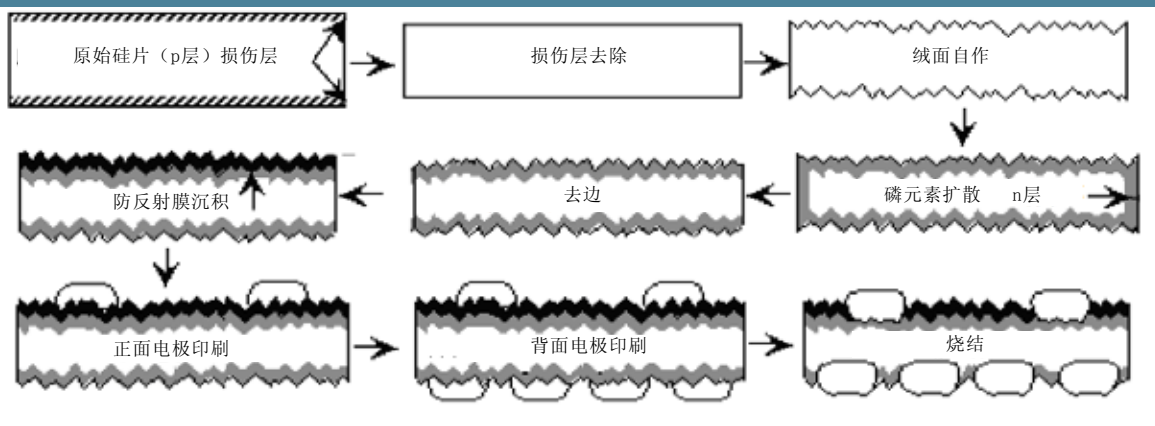 原始硅片（p层）损伤层
损伤层去除
绒面自作
磷元素扩散 n层
去边
防反射膜沉积
正面电极印刷
背面电极印刷
烧结